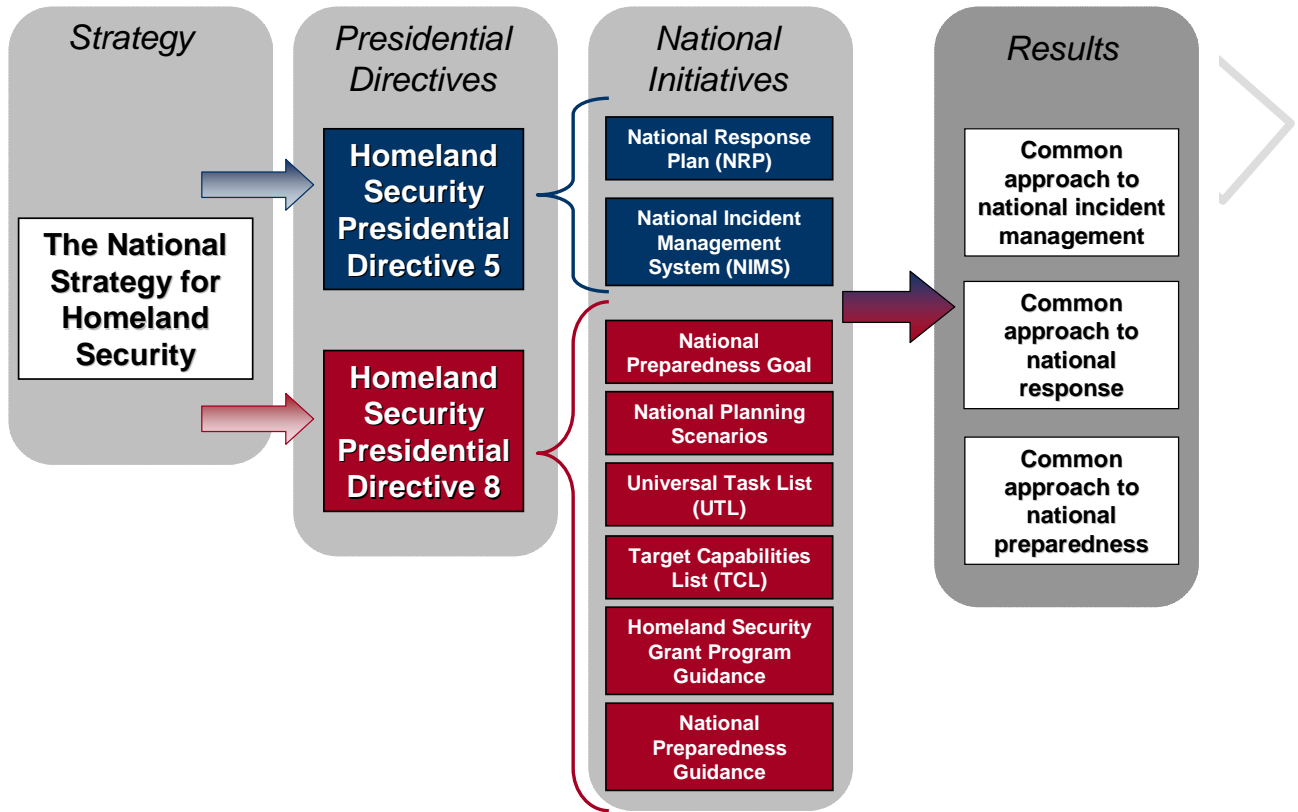 Strategy
The National
Strategy for
Homeland
Security
Presidential
Directives
Homeland
Security
Presidential
Directive 5
Homeland
Security
Presidential
Directive 8
National
Initiatives
National Response
Plan (NRP)
National Incident
Management
System (NIMS)
National
Preparedness Goal
National Planning
Scenarios
Universal Task List
(UTL)
Target Capabilities
List (TCL)
Homeland Security
Grant Program
Guidance
National
Preparedness
Guidance
Results
Common
approach to
national incident
management
Common
approach to
national
response
Common
approach to
national
preparedness